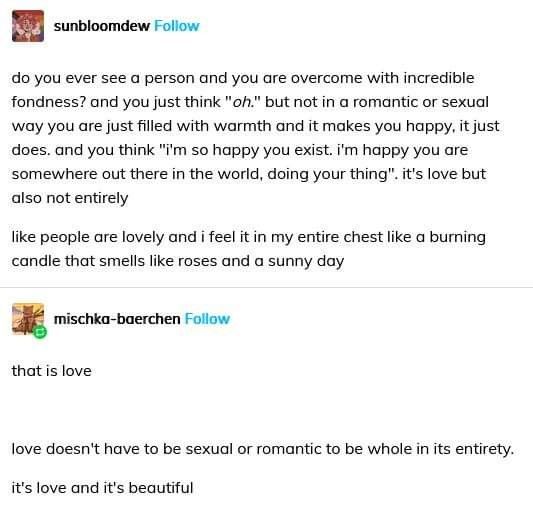 sunbloomdew Follow
do you ever see a person and you are overcome with incredible
fondness? and you just think "oh." but not in a romantic or sexual
way you are just filled with warmth and it makes you happy, it just
does. and you think "i'm so happy you exist. i'm happy you are
somewhere out there in the world, doing your thing". it's love but
also not entirely
like people are lovely and i feel it in my entire chest like a burning
candle that smells like roses and a sunny day
mischka-baerchen Follow
that is love
love doesn't have to be sexual or romantic to be whole in its entirety.
it's love and it's beautiful